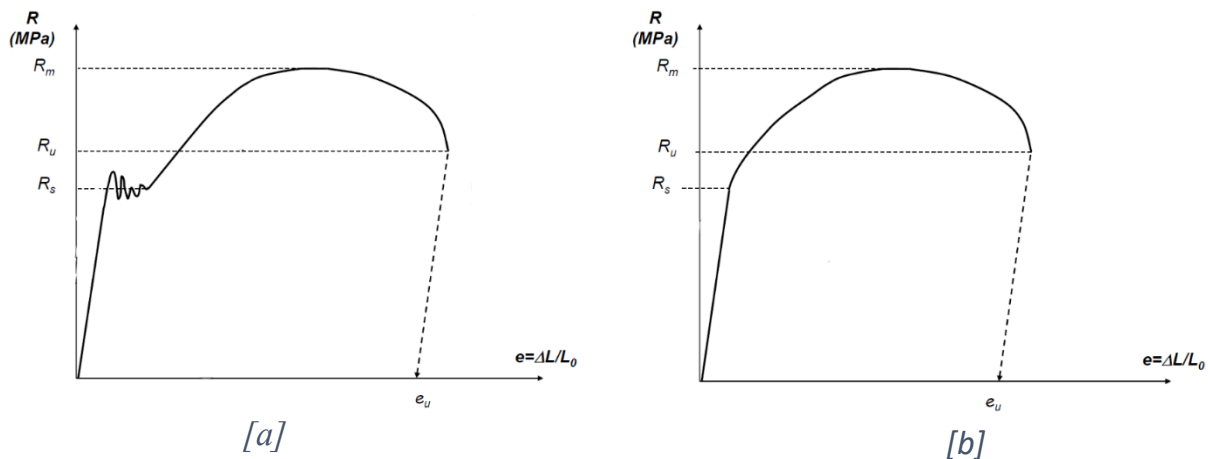 R
(MPa)
Rₘ
Rᵤ
Rₛ
e=ΔL/L₀
eᵤ
[a]
R
(MPa)
Rₘ
Rᵤ
Rₛ
e=ΔL/L₀
eᵤ
[b]